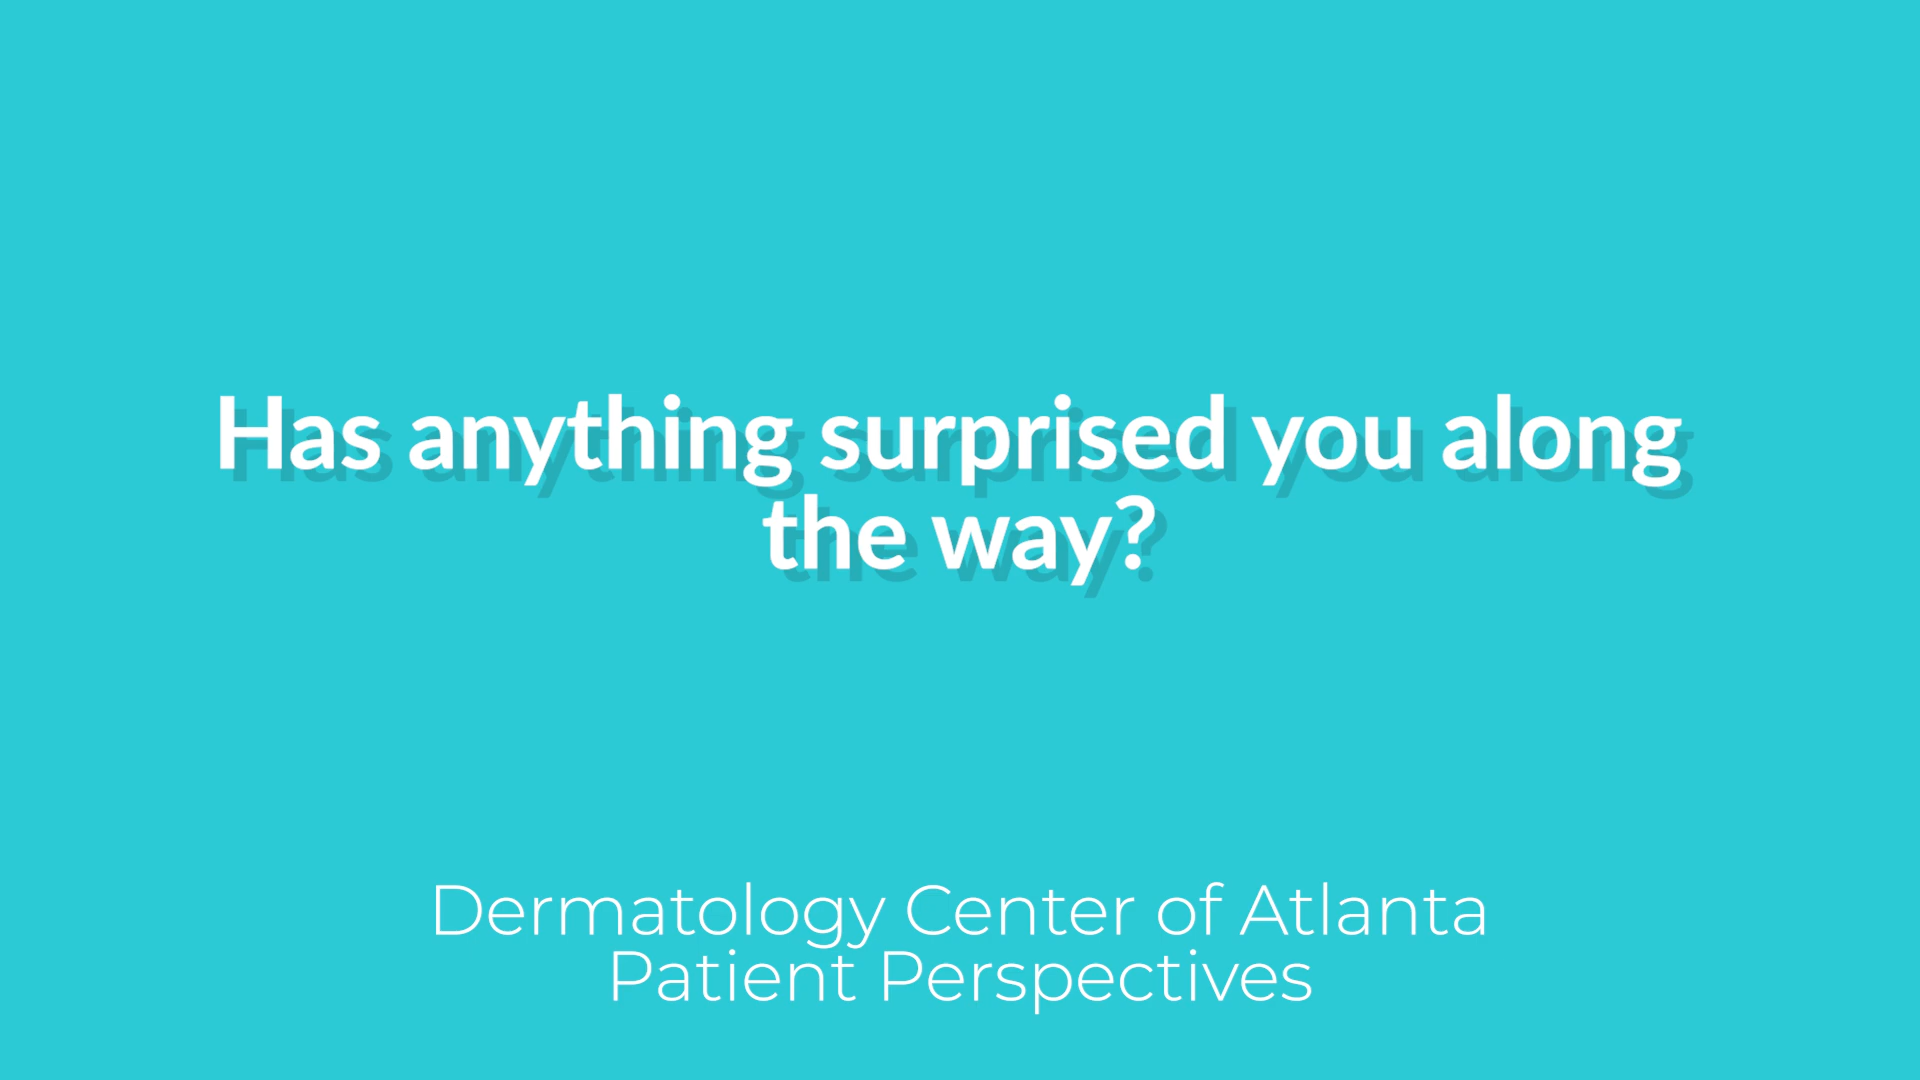 Has anything surprised you along
the way?
Dermatology Center of Atlanta
Patient Perspectives